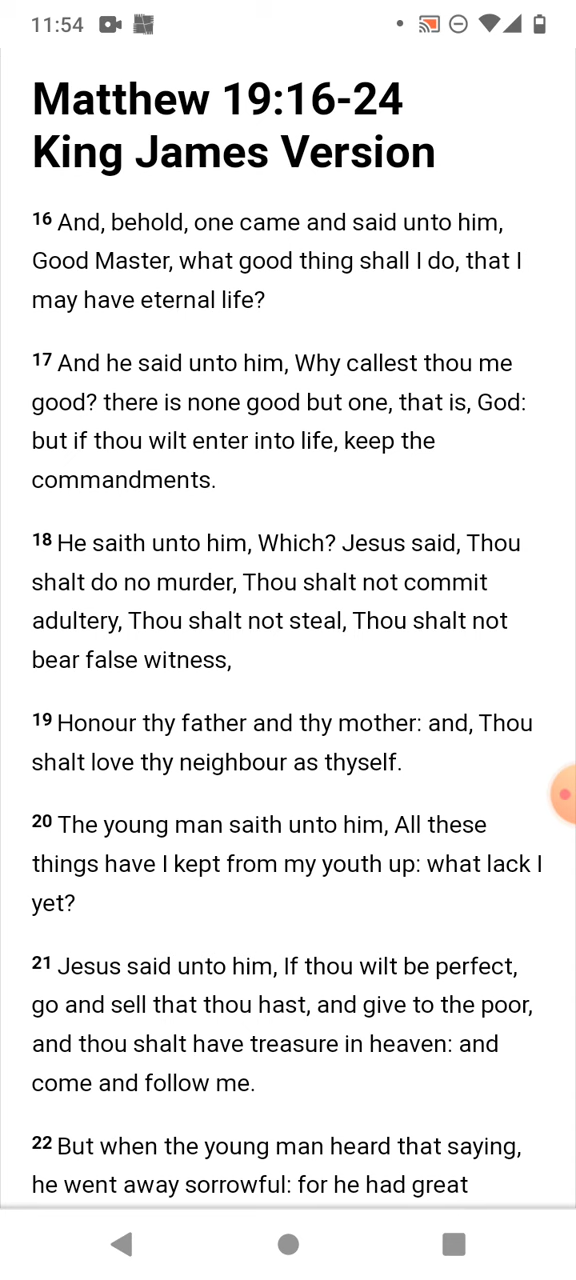 11:54
Matthew 19:16-24
King James Version
16 And, behold, one came and said unto him,
Good Master, what good thing shall I do, that I
may have eternal life?
17 And he said unto him, Why callest thou me
good? there is none good but one, that is, God:
but if thou wilt enter into life, keep the
commandments.
18 He saith unto him, Which? Jesus said, Thou
shalt do no murder, Thou shalt not commit
adultery, Thou shalt not steal, Thou shalt not
bear false witness,
19 Honour thy father and thy mother: and, Thou
shalt love thy neighbour as thyself.
20 The young man saith unto him, All these
things have I kept from my youth up: what lack I
yet?
21 Jesus said unto him, If thou wilt be perfect,
go and sell that thou hast, and give to the poor,
and thou shalt have treasure in heaven: and
come and follow me.
22 But when the young man heard that saying,
he went away sorrowful: for he had great